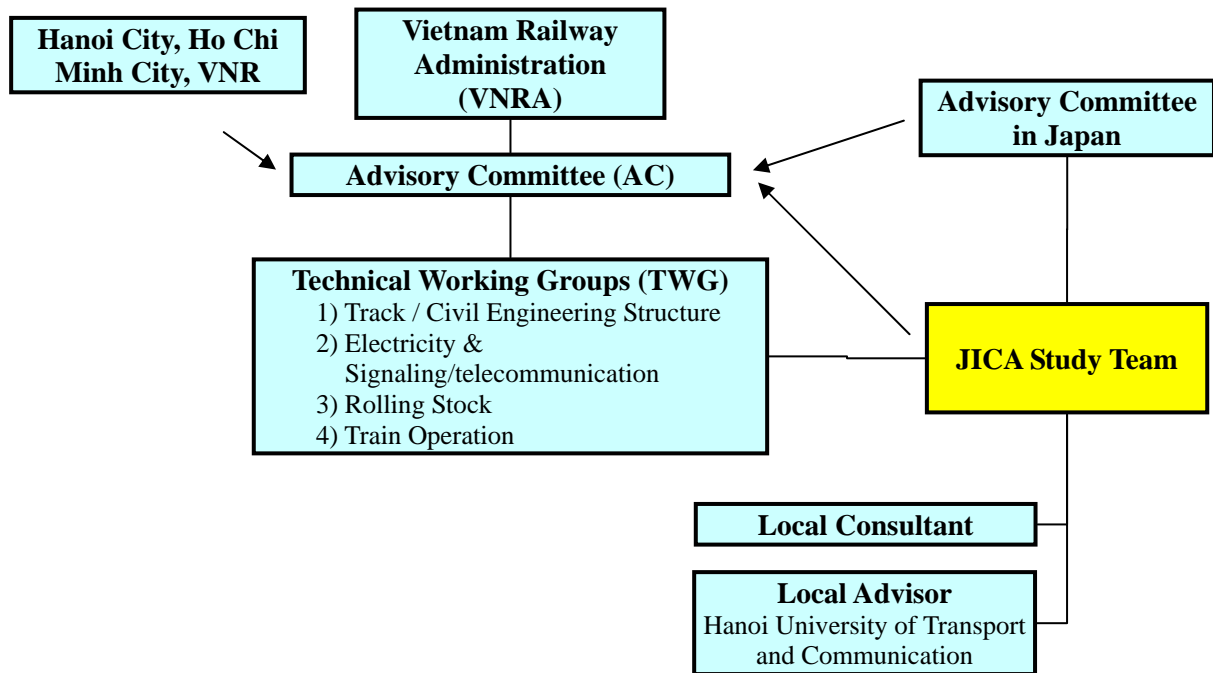 Hanoi City, Ho Chi
Minh City, VNR
Vietnam Railway
Administration
(VNRA)
Advisory Committee
in Japan
Advisory Committee (AC)
Technical Working Groups (TWG)
1) Track / Civil Engineering Structure
2) Electricity &
Signaling/telecommunication
3) Rolling Stock
4) Train Operation
JICA Study Team
Local Consultant
Local Advisor
Hanoi University of Transport
and Communication